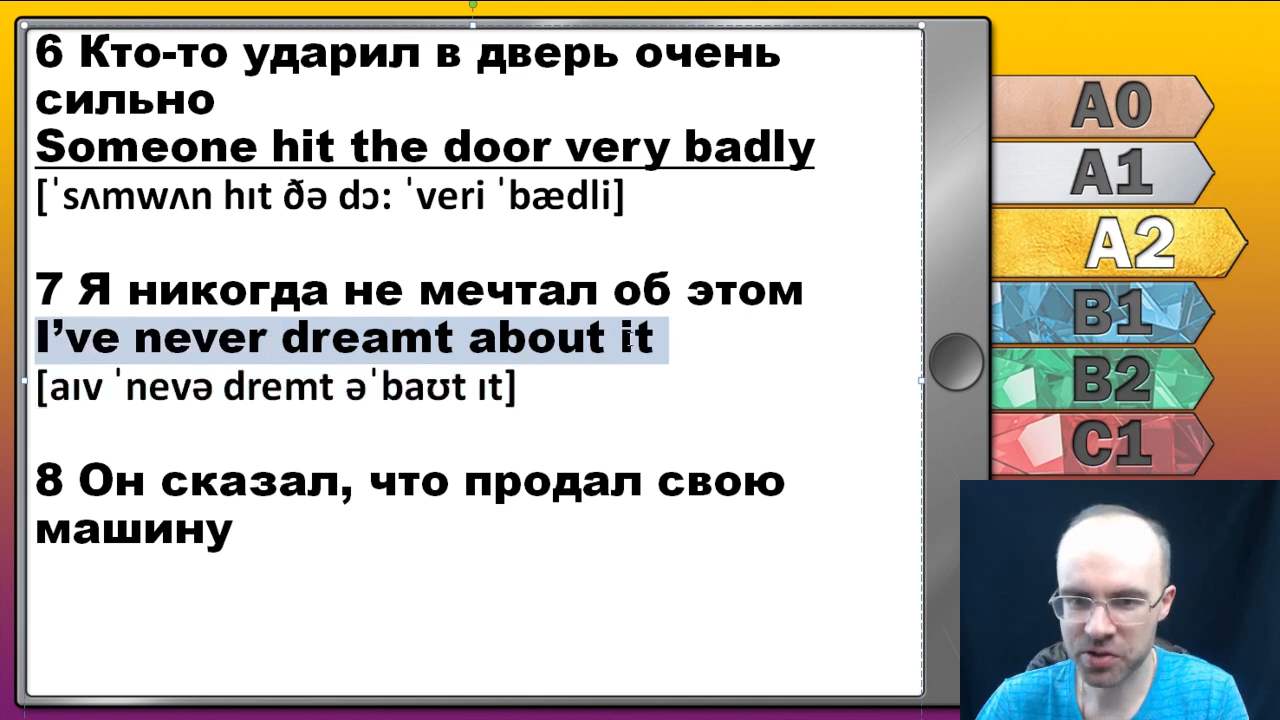 6 Кто-то ударил в дверь очень
сильно
Someone hit the door very badly
[ˈsʌmwʌn hɪt ðə dɔː ˈveri ˈbædli]
7 Я никогда не мечтал об этом
I’ve never dreamt about it
[aɪv ˈnevə dremt əˈbaʊt ɪt]
8 Он сказал, что продал свою
машину
A0
A1
A2
B1
B2
C1